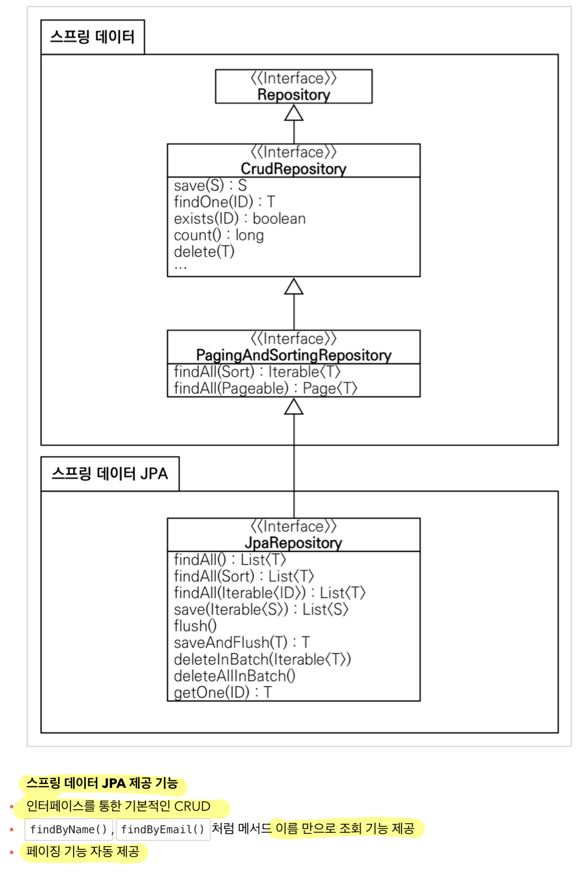 스프링 데이터
〈〈Interface〉〉
Repository
〈〈Interface〉〉
CrudRepository
save(S) : S
findOne(ID) : T
exists(ID) : boolean
count() : long
delete(T)
…
〈〈Interface〉〉
PagingAndSortingRepository
findAll(Sort) : Iterable〈T〉
findAll(Pageable) : Page〈T〉
스프링 데이터 JPA
〈〈Interface〉〉
JpaRepository
findAll() : List〈T〉
findAll(Sort) : List〈T〉
findAll(Iterable〈ID〉) : List〈T〉
save(Iterable〈S〉) : List〈S〉
flush()
saveAndFlush(T) : T
deleteInBatch(Iterable〈T〉)
deleteAllInBatch()
getOne(ID) : T
스프링 데이터 JPA 제공 기능
• 인터페이스를 통한 기본적인 CRUD
• findByName() , findByEmail() 처럼 메서드 이름 만으로 조회 기능 제공
• 페이징 기능 자동 제공